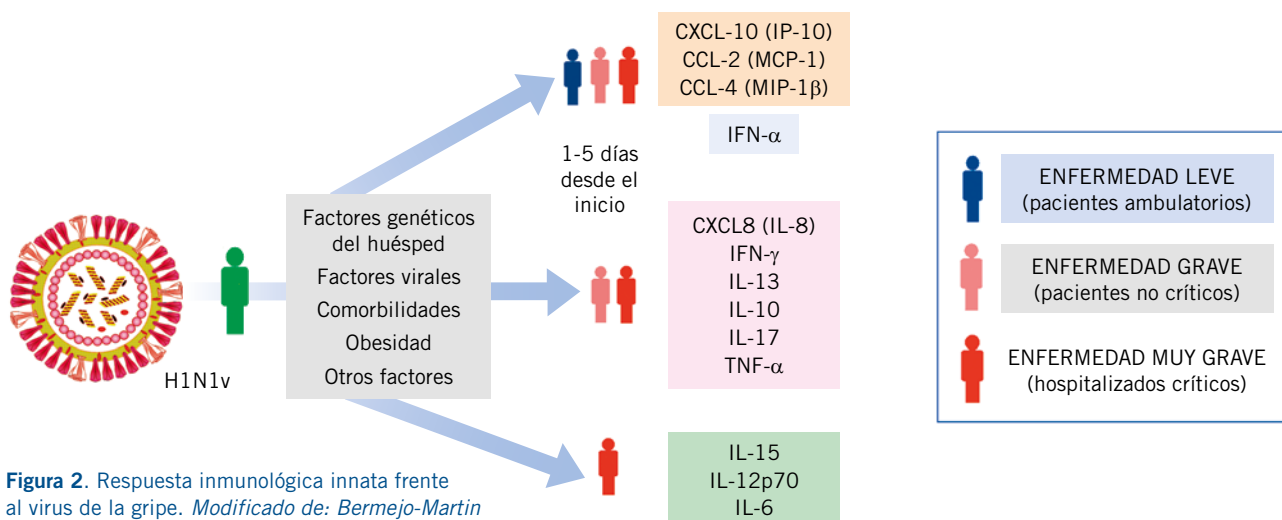 CXCL-10 (IP-10)
CCL-2 (MCP-1)
CCL-4 (MIP-1β)
IFN-α
1-5 días
desde el
inicio
H1N1v
Factores genéticos
del huésped
Factores virales
Comorbilidades
Obesidad
Otros factores
CXCL8 (IL-8)
IFN-γ
IL-13
IL-10
IL-17
TNF-α
IL-15
IL-12p70
IL-6
ENFERMEDAD LEVE
(pacientes ambulatorios)
ENFERMEDAD GRAVE
(pacientes no críticos)
ENFERMEDAD MUY GRAVE
(hospitalizados críticos)
Figura 2. Respuesta inmunológica innata frente
al virus de la gripe. Modificado de: Bermejo-Martin